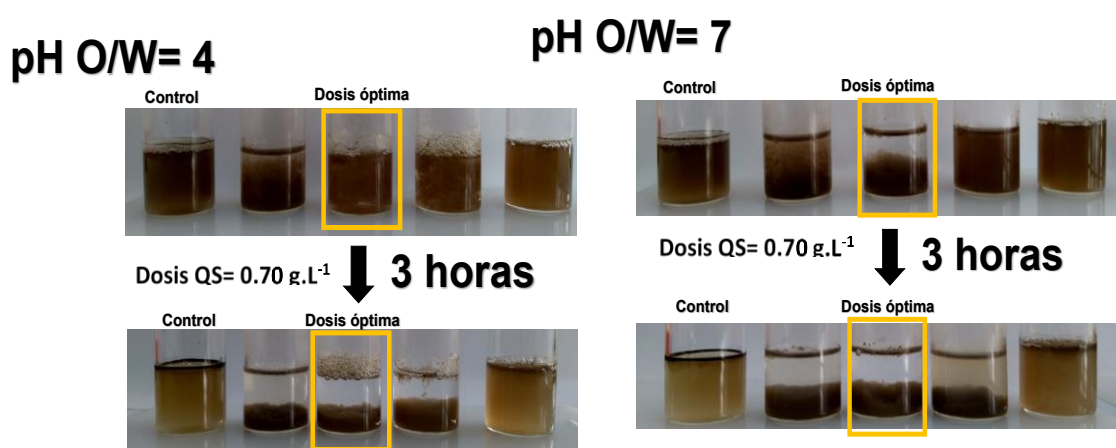 pH O/W= 4
Control
Dosis óptima
Dosis QS= 0.70 g.L⁻¹
3 horas
Control
Dosis óptima
pH O/W= 7
Control
Dosis óptima
Dosis QS= 0.70 g.L⁻¹
3 horas
Control
Dosis óptima